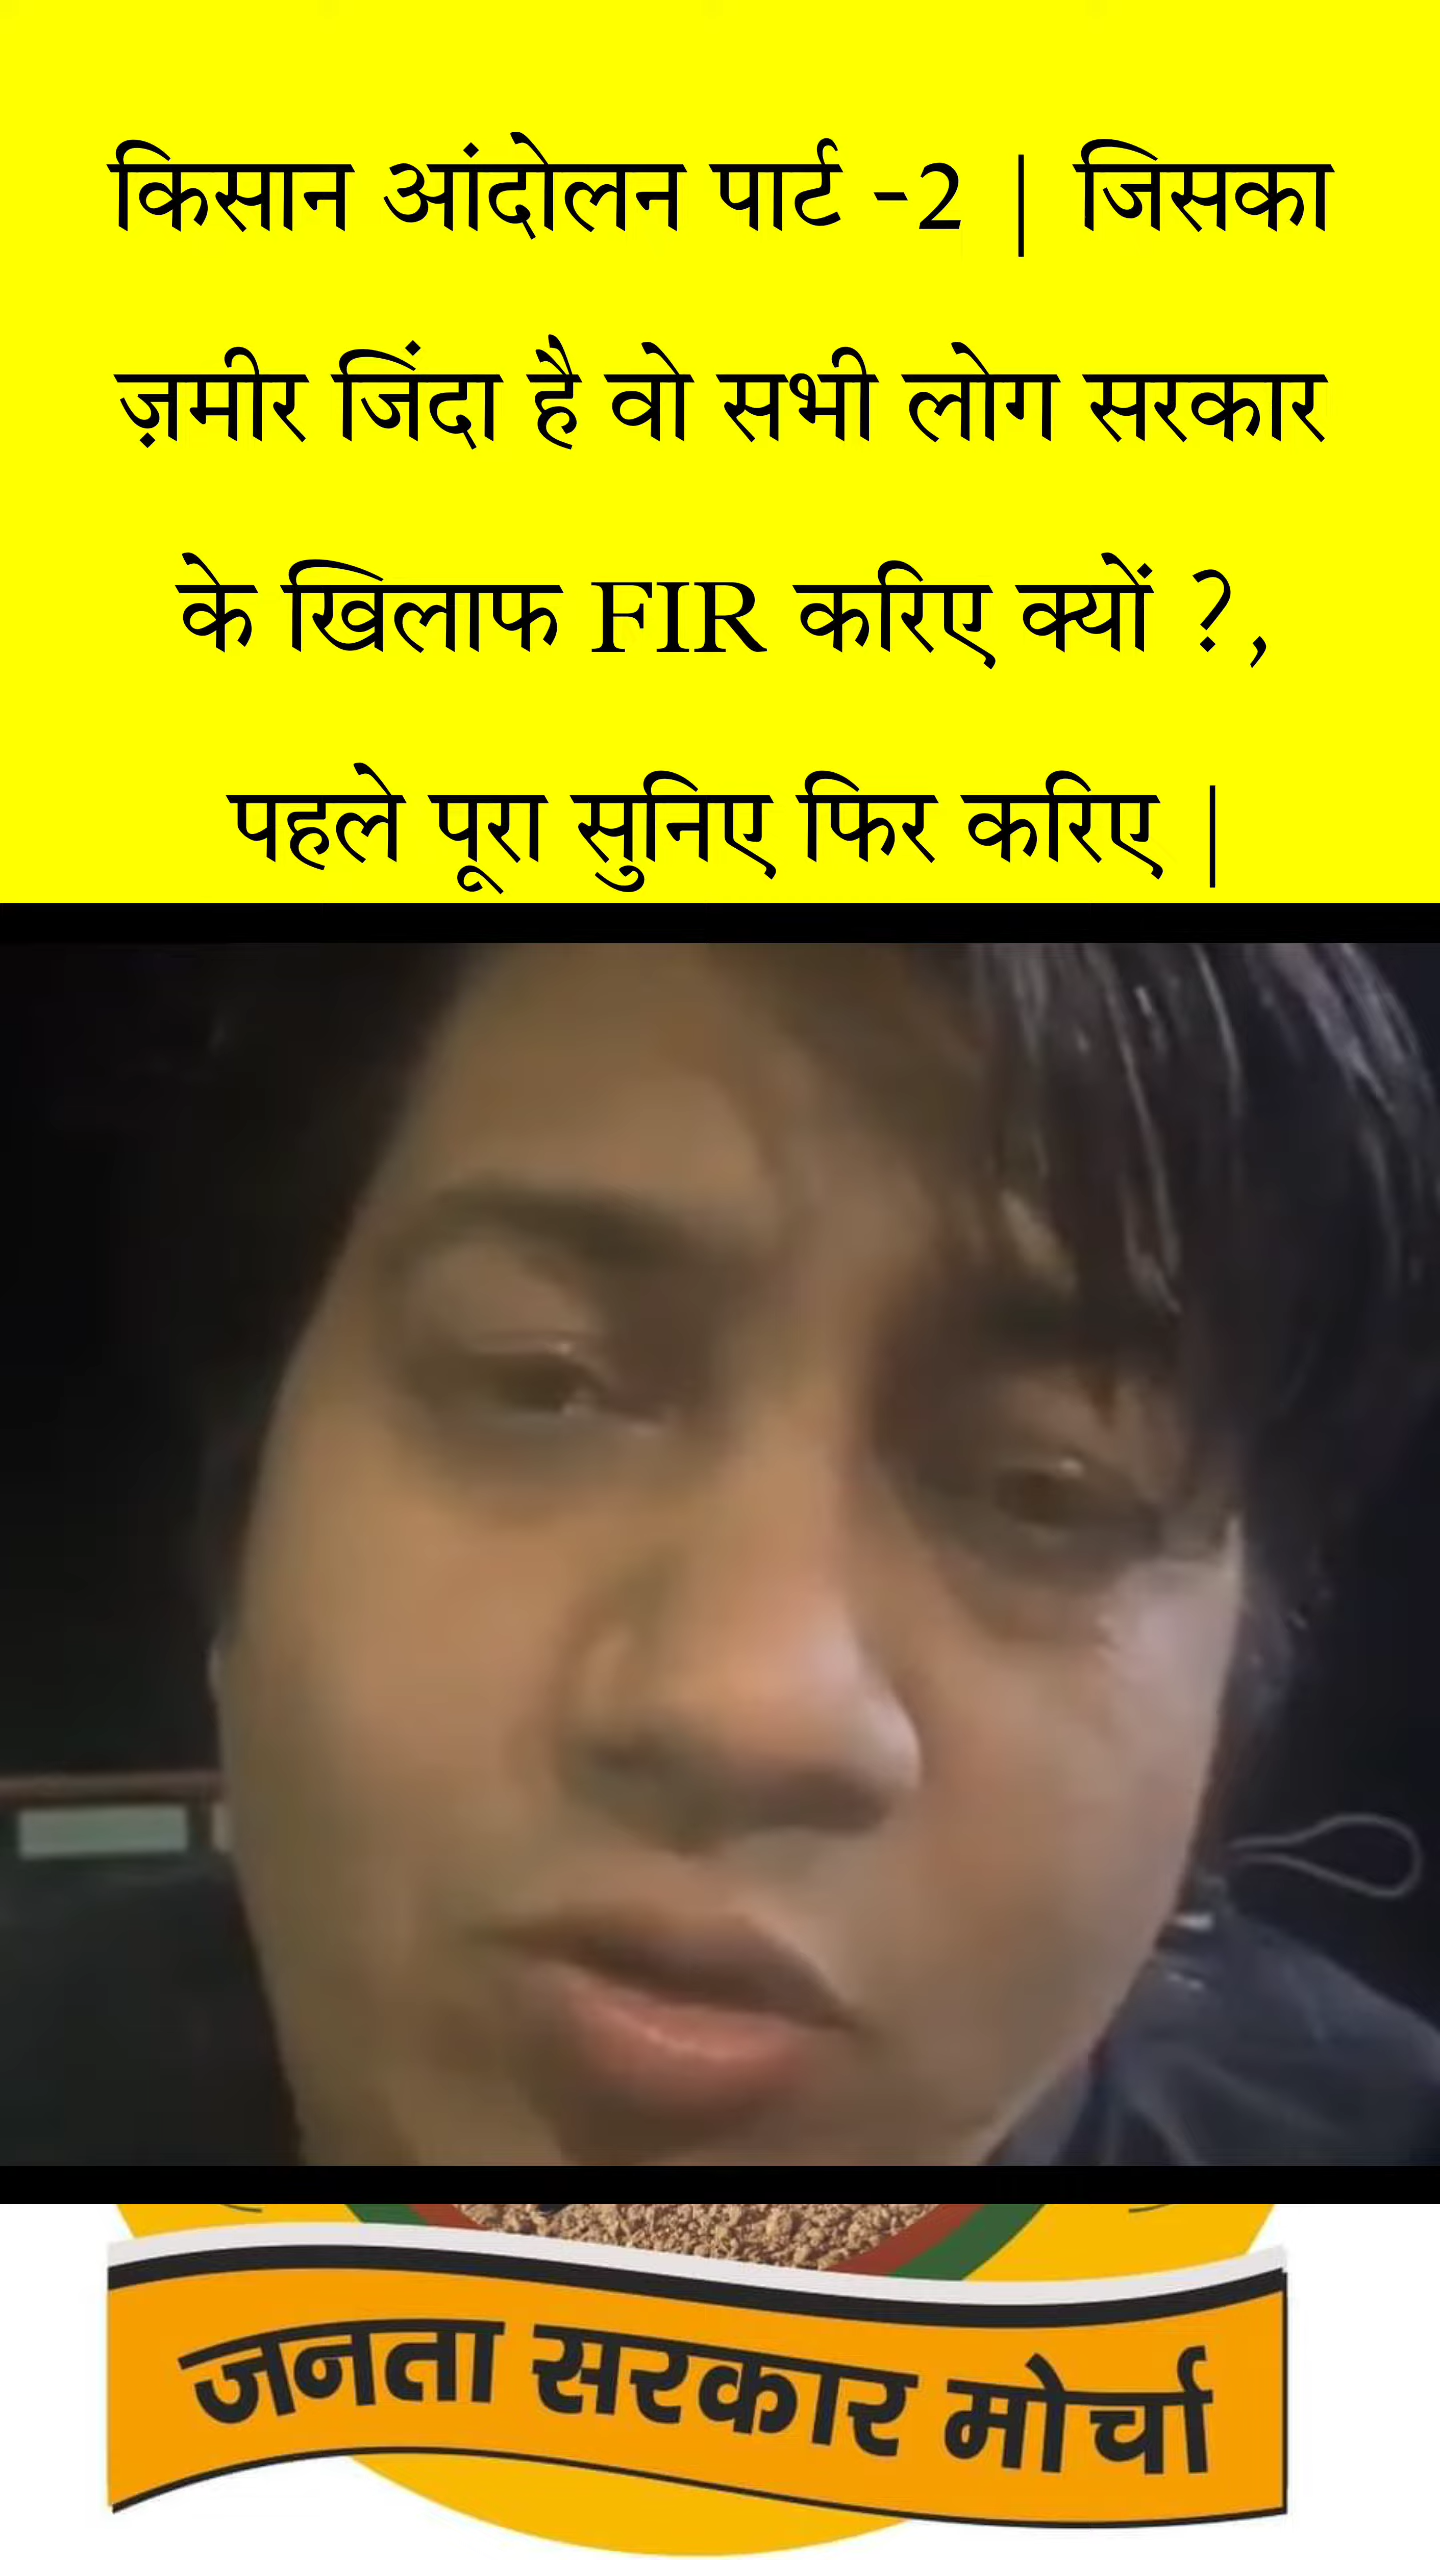 किसान आंदोलन पार्ट -2 | जिसका
ज़मीर जिंदा है वो सभी लोग सरकार
के खिलाफ FIR करिए क्यों ?,
पहले पूरा सुनिए फिर करिए |
जनता सरकार मोर्चा